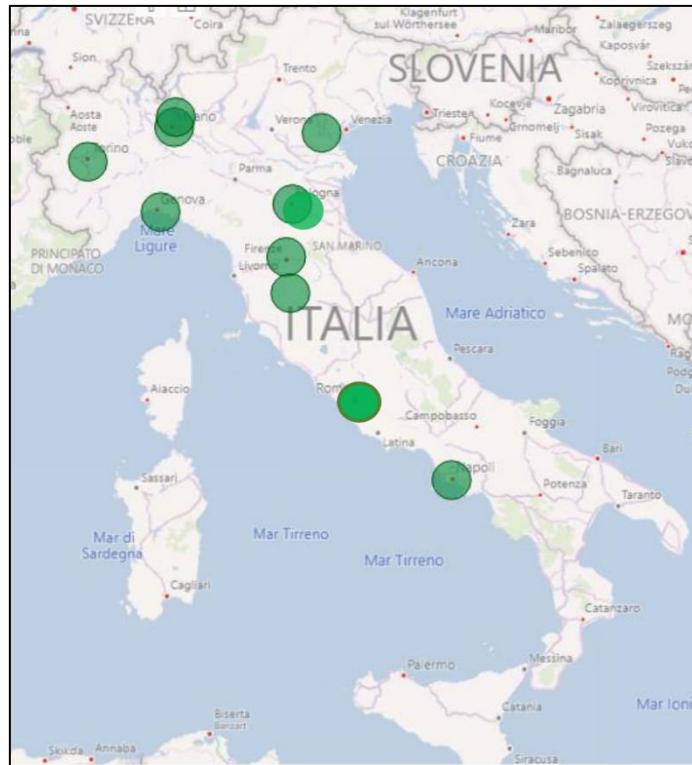 SVIZZERA
Coira
Klagenfurt
sul Wörthersee
Maribor
Zalaegerszeg
Kaposvár
Sion
Trento
SLOVENIA
Koprivnica
Aosta
Aoste
Verona
Venezia
Trieste
Kocevje
Crnomelj
Zagabria
Virovitica
Fiume
Sisak
Pozega
Parma
CROAZIA
Bagnaluca
Genova
BOSNIA-ERZEGOV
Mare
Ligure
Firenze
SAN MARINO
Zara
PRINCIPATO
DI MONACO
Livorno
Ancona
Sebenico
Spalato
ITALIA
Mare Adriatico
MO
Pescara
Aiaccio
Campobasso
Foggia
Latina
Bari
Sassari
Napoli
Potenza
Taranto
Mar di
Sardegna
Mar Tirreno
Mar Tirreno
Cagliari
Catanzaro
Palermo
Messina
Mar Ioni
Biserta
Catania
Skikda
Annaba
Siracusa